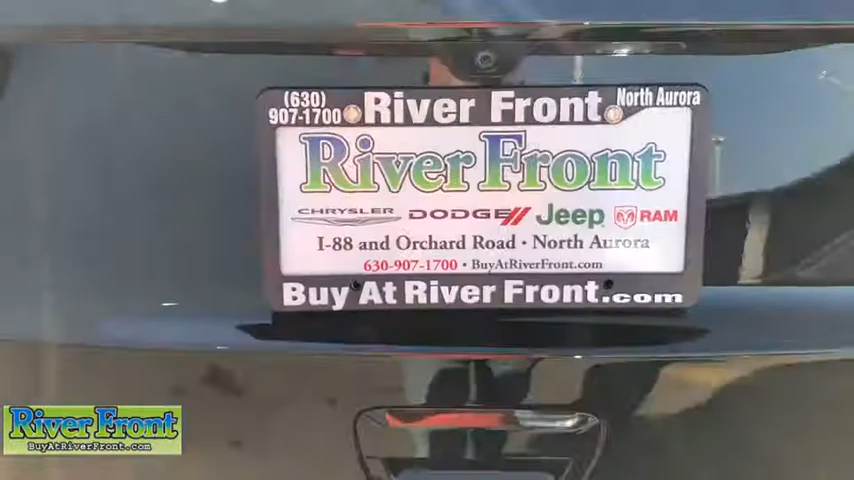 (630)
907-1700
River Front
North Aurora
River Front
CHRYSLER DODGE Jeep RAM
I-88 and Orchard Road • North Aurora
630-907-1700 • BuyAtRiverFront.com
Buy At River Front.com
River Front
BuyAtRiverFront.com